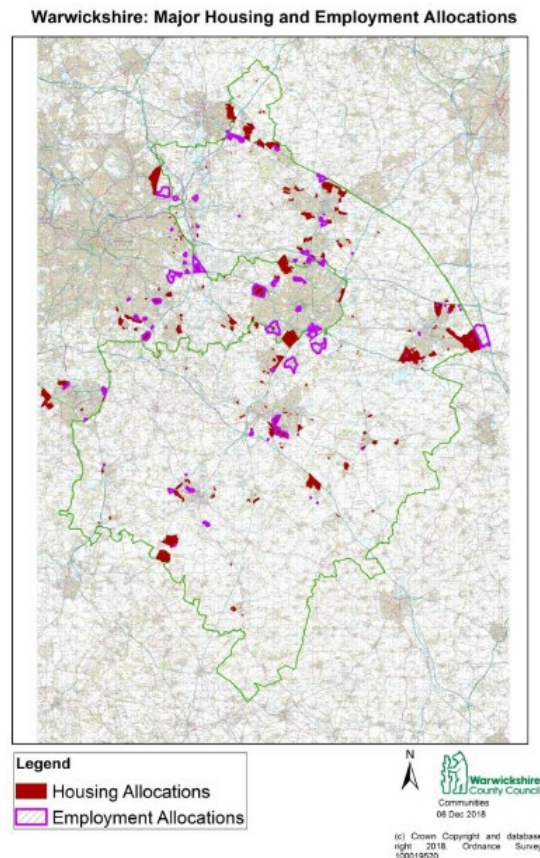 Warwickshire: Major Housing and Employment Allocations
Legend
Housing Allocations
Employment Allocations
N
Warwickshire
County Council
Communities
06 Dec 2018
(c) Crown Copyright and database
right 2018. Ordnance Survey
100019520